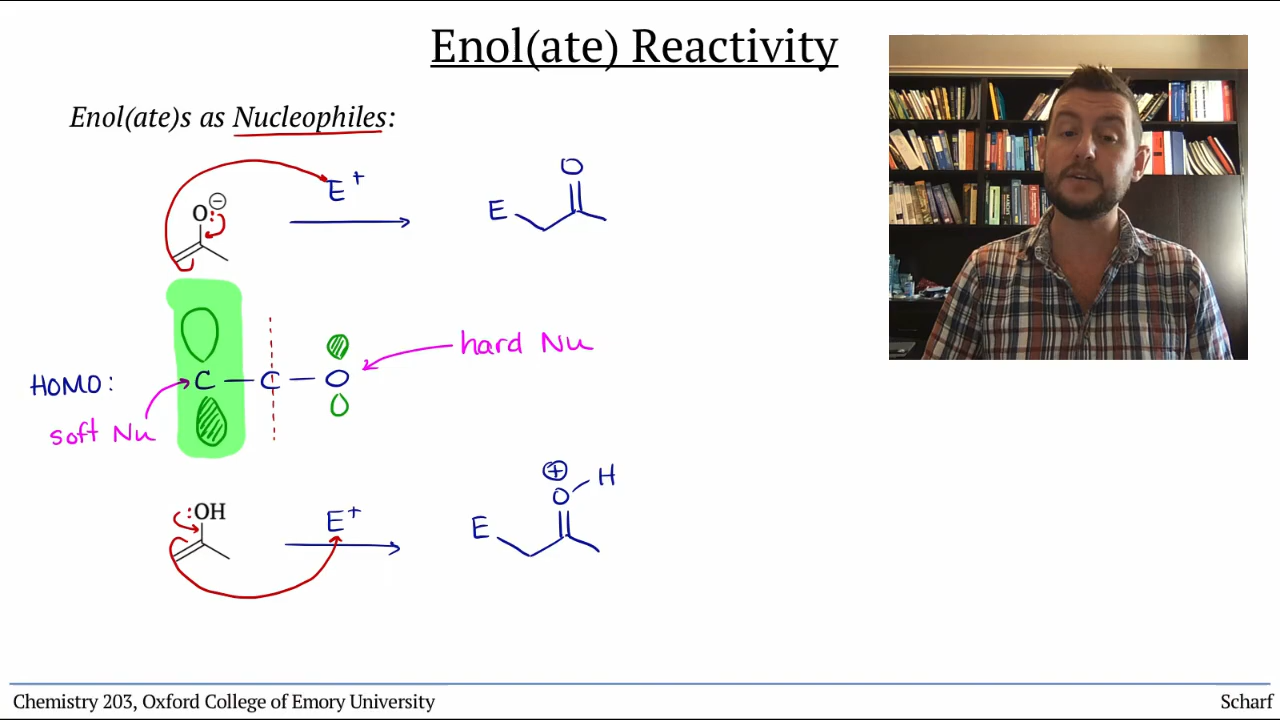 Enol(ate) Reactivity
Enol(ate)s as Nucleophiles:
E+
O
E
O
⊖
HOMO:
C — C — O
hard Nu
soft Nu
:OH
E+
E
⊕
O
H
Chemistry 203, Oxford College of Emory University
Scharf